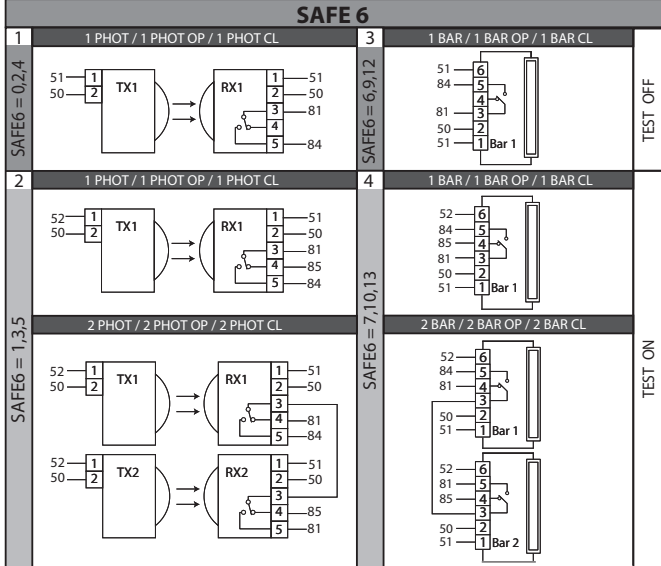 SAFE 6
1
1 PHOT / 1 PHOT OP / 1 PHOT CL
SAFE6 = 0,2,4
51 1
50 2
TX1
RX1
1 51
2 50
3 81
4
5 84
3
1 BAR / 1 BAR OP / 1 BAR CL
SAFE6 = 6,9,12
51 6
84 5
4
81 3
50 2
51 1 Bar 1
TEST OFF
2
1 PHOT / 1 PHOT OP / 1 PHOT CL
SAFE6 = 1,3,5
52 1
50 2
TX1
RX1
1 51
2 50
3 81
4 85
5 84
2 PHOT / 2 PHOT OP / 2 PHOT CL
52 1
50 2
TX1
RX1
1 51
2 50
3
4 81
5 84
52 1
50 2
TX2
RX2
1 51
2 50
3
4 85
5 81
4
1 BAR / 1 BAR OP / 1 BAR CL
SAFE6 = 7,10,13
52 6
84 5
85 4
81 3
50 2
51 1 Bar 1
2 BAR / 2 BAR OP / 2 BAR CL
52 6
84 5
81 4
3
50 2
51 1 Bar 1
52 6
81 5
85 4
3
50 2
51 1 Bar 2
TEST ON